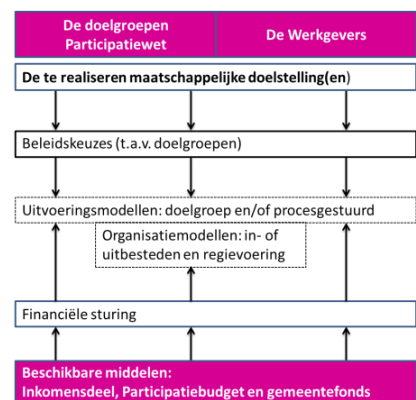 De doelgroepen
Participatiewet
De Werkgevers
De te realiseren maatschappelijke doelstelling(en)
Beleidskeuzes (t.a.v. doelgroepen)
Uitvoeringsmodellen: doelgroep en/of procesgestuurd
Organisatiemodellen: in- of
uitbesteden en regievoering
Financiële sturing
Beschikbare middelen:
Inkomensdeel, Participatiebudget en gemeentefonds